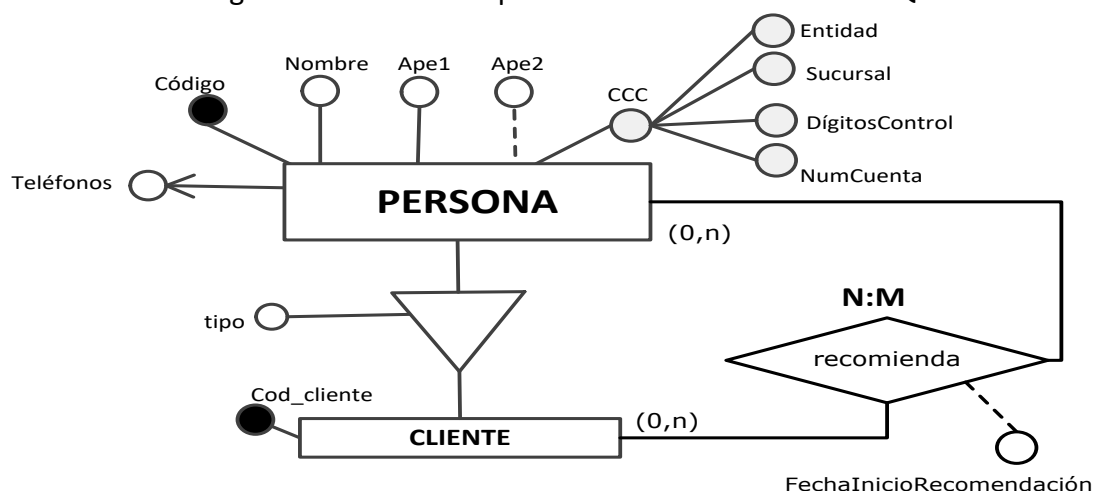 Entidad
Nombre
Ape1
Ape2
Código
CCC
Sucursal
DígitosControl
Teléfonos
NumCuenta
PERSONA
(0,n)
N:M
tipo
recomienda
Cod_cliente
(0,n)
CLIENTE
FechaInicioRecomendación